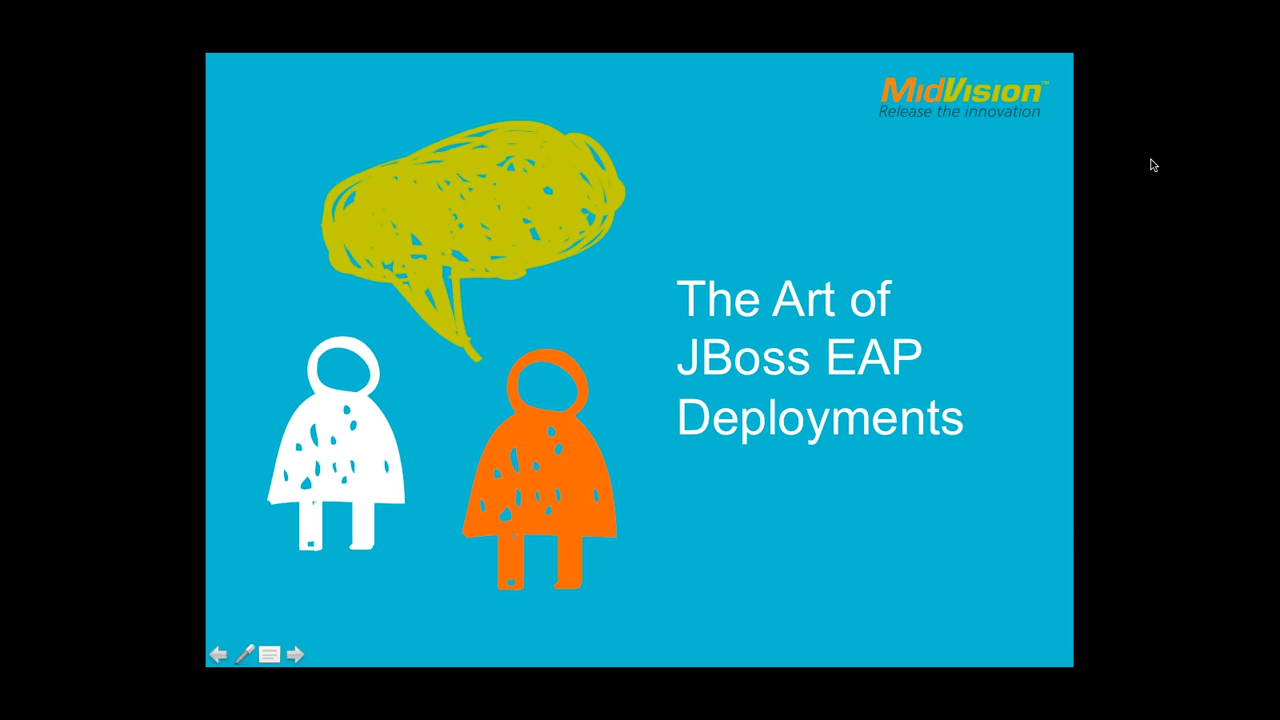 MidVision™
Release the innovation
The Art of
JBoss EAP
Deployments